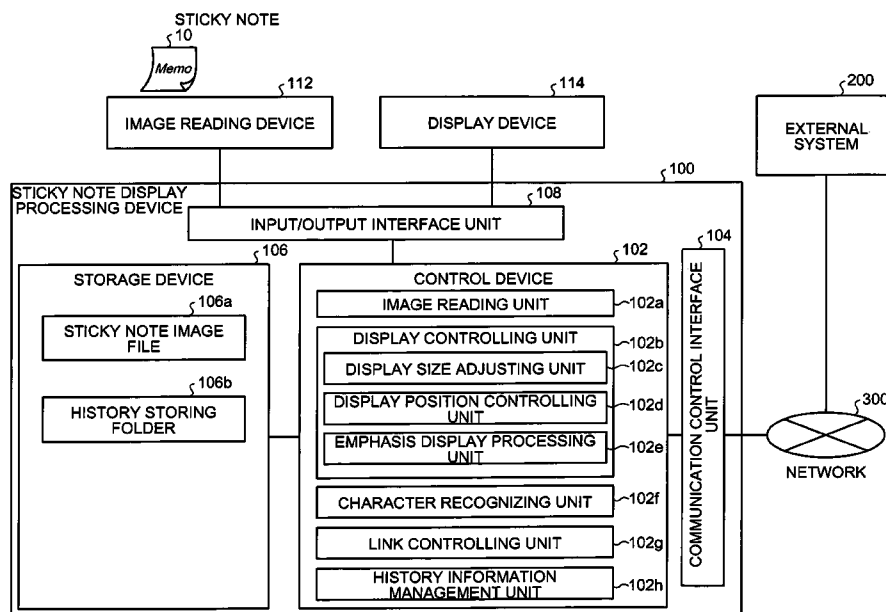 STICKY NOTE
10
Memo
112
IMAGE READING DEVICE
114
DISPLAY DEVICE
200
EXTERNAL
SYSTEM
100
STICKY NOTE DISPLAY
PROCESSING DEVICE
108
INPUT/OUTPUT INTERFACE UNIT
106
STORAGE DEVICE
106a
STICKY NOTE IMAGE
FILE
106b
HISTORY STORING
FOLDER
102
CONTROL DEVICE
IMAGE READING UNIT
102a
DISPLAY CONTROLLING UNIT
102b
DISPLAY SIZE ADJUSTING UNIT
102c
DISPLAY POSITION CONTROLLING
UNIT
102d
EMPHASIS DISPLAY PROCESSING
UNIT
102e
CHARACTER RECOGNIZING UNIT
102f
LINK CONTROLLING UNIT
102g
HISTORY INFORMATION
MANAGEMENT UNIT
102h
104
COMMUNICATION CONTROL INTERFACE
UNIT
300
NETWORK